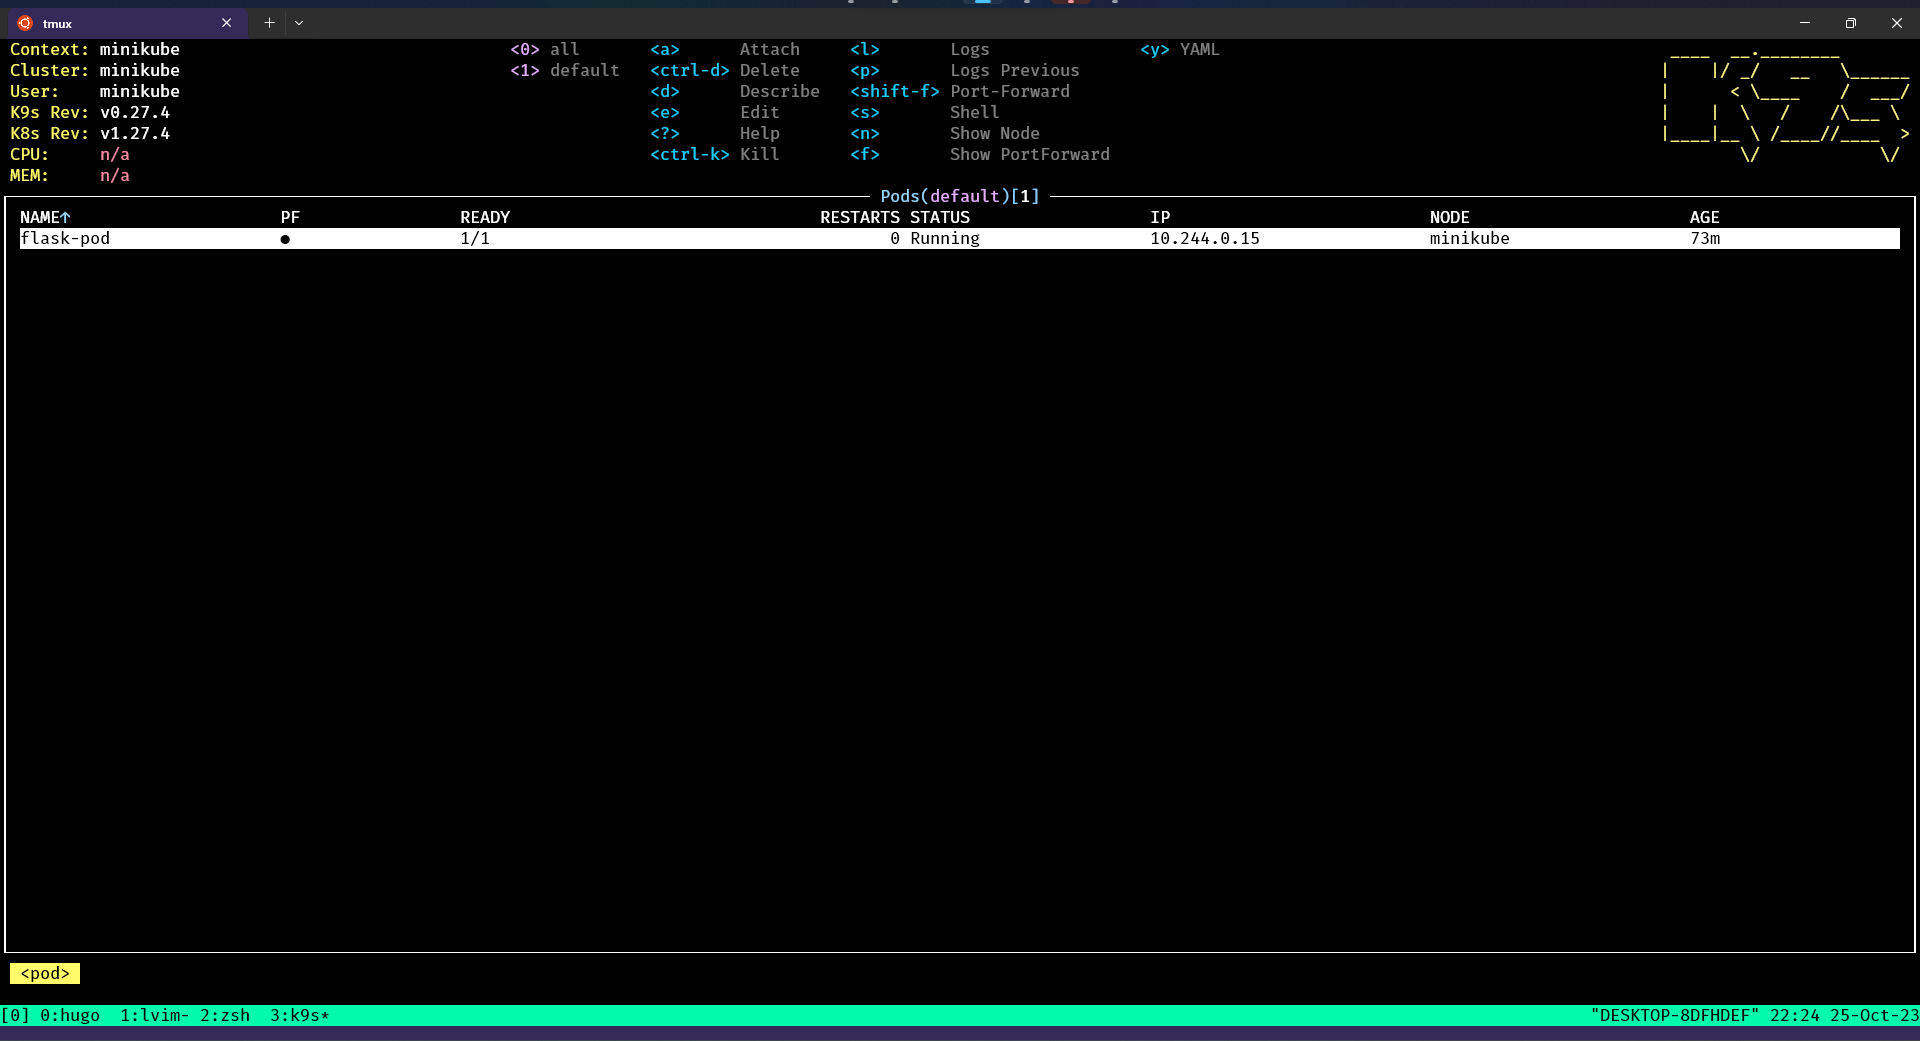 tmux
Context: minikube <0> all <a> Attach <l> Logs <y> YAML
Cluster: minikube <1> default <ctrl-d> Delete <p> Logs Previous
User: minikube <d> Describe <shift-f> Port-Forward
K9s Rev: v0.27.4 <e> Edit <s> Shell
K8s Rev: v1.27.4 <?> Help <n> Show Node
CPU: n/a <ctrl-k> Kill <f> Show PortForward
MEM: n/a
Pods(default)[1]
NAME↑ PF READY RESTARTS STATUS IP NODE AGE
flask-pod ● 1/1 0 Running 10.244.0.15 minikube 73m
<pod>
[0] 0:hugo 1:lvim- 2:zsh 3:k9s* "DESKTOP-8DFHDEF" 22:24 25-Oct-23